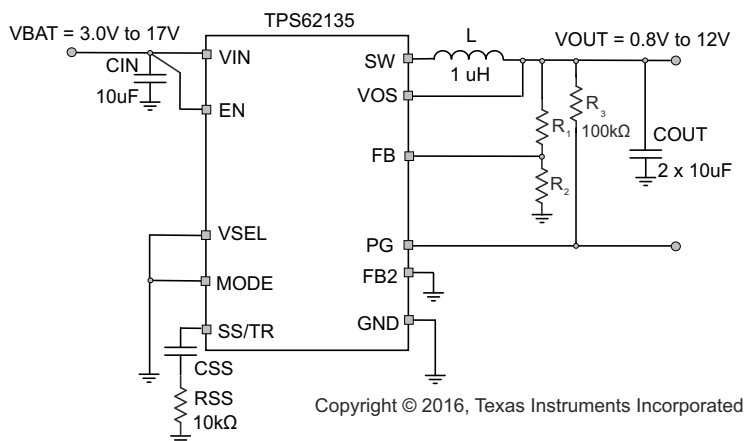 TPS62135
VBAT = 3.0V to 17V
VIN
CIN
10uF
EN
SW
L
1 uH
VOUT = 0.8V to 12V
VOS
R3
100kΩ
R1
COUT
2 x 10uF
FB
R2
VSEL
PG
MODE
FB2
SS/TR
GND
CSS
RSS
10kΩ
Copyright © 2016, Texas Instruments Incorporated